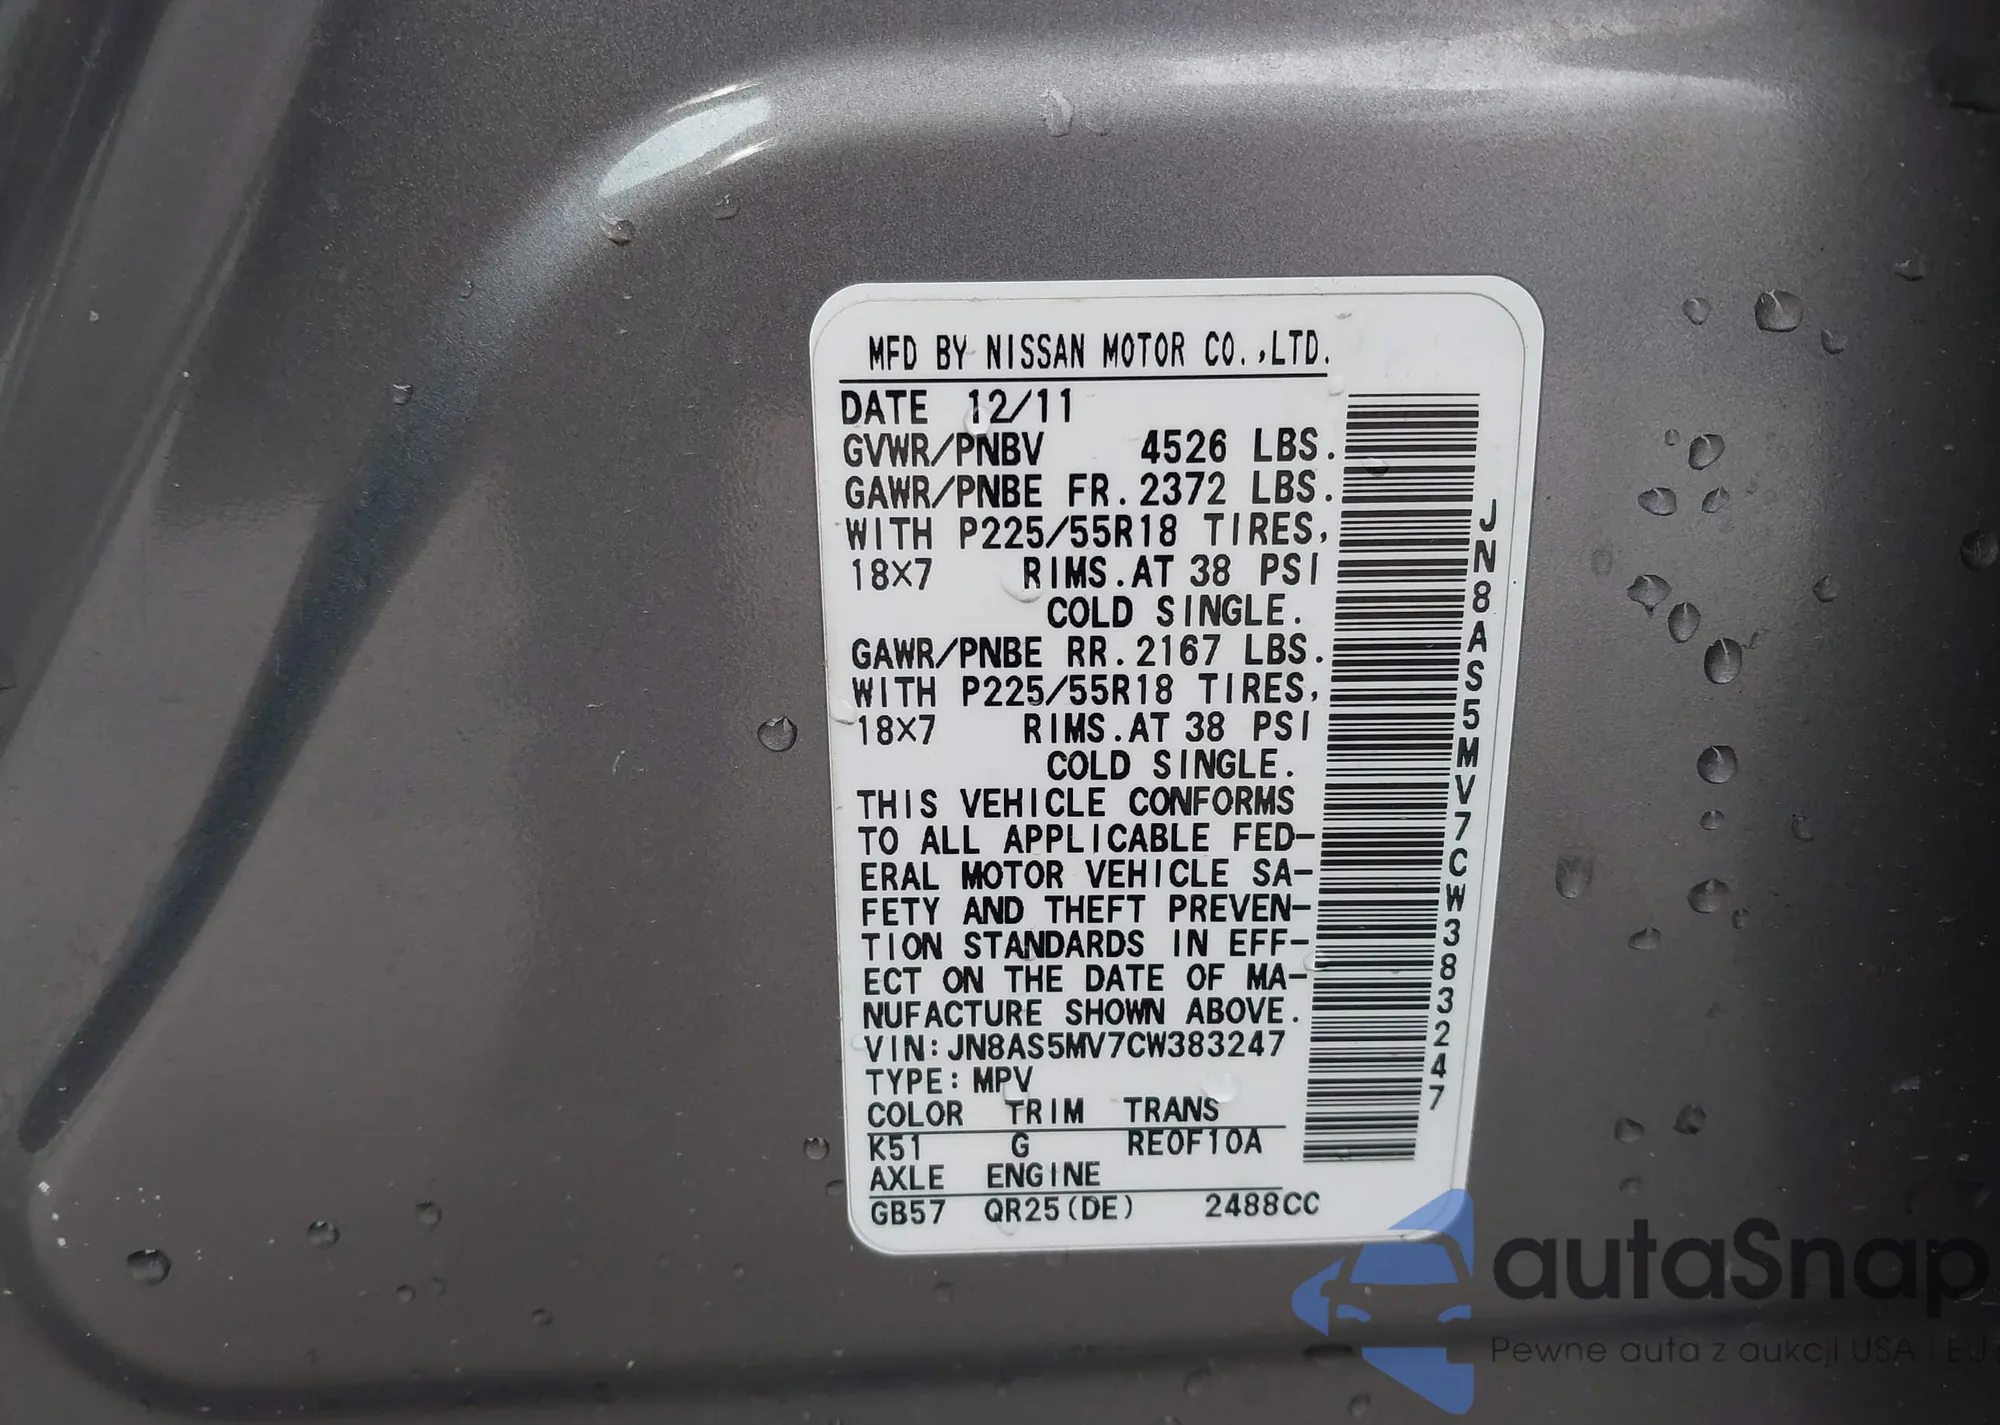 MFD BY NISSAN MOTOR CO.,LTD.
DATE 12/11
GVWR/PNBV 4526 LBS.
GAWR/PNBE FR.2372 LBS.
WITH P225/55R18 TIRES,
18×7 RIMS.AT 38 PSI
COLD SINGLE.
GAWR/PNBE RR.2167 LBS.
WITH P225/55R18 TIRES,
18×7 RIMS.AT 38 PSI
COLD SINGLE.
THIS VEHICLE CONFORMS
TO ALL APPLICABLE FED-
ERAL MOTOR VEHICLE SA-
FETY AND THEFT PREVEN-
TION STANDARDS IN EFF-
ECT ON THE DATE OF MA-
NUFACTURE SHOWN ABOVE.
VIN:JN8AS5MV7CW383247
TYPE:MPV
COLOR TRIM TRANS
K51 G RE0F10A
AXLE ENGINE
GB57 QR25(DE) 2488CC
JN8AS5MV7CW383247
autaSnap
Pewne auta z aukcji USA i EU